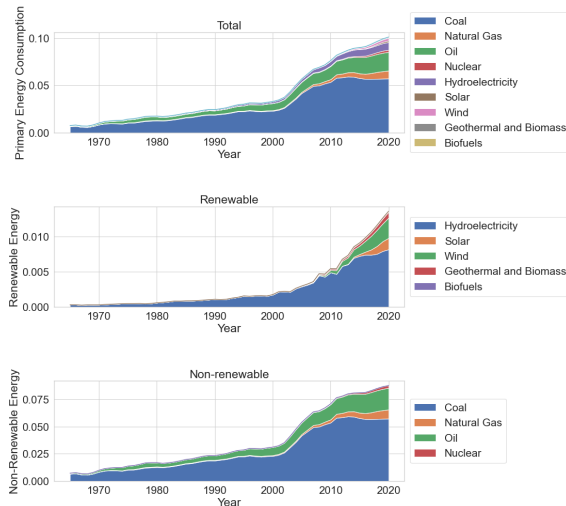 Total
Primary Energy Consumption
0.10
0.05
0.00
1970
1980
1990
2000
2010
2020
Year
Coal
Natural Gas
Oil
Nuclear
Hydroelectricity
Solar
Wind
Geothermal and Biomass
Biofuels
Renewable
Renewable Energy
0.010
0.005
0.000
1970
1980
1990
2000
2010
2020
Year
Hydroelectricity
Solar
Wind
Geothermal and Biomass
Biofuels
Non-renewable
Non-Renewable Energy
0.075
0.050
0.025
0.000
1970
1980
1990
2000
2010
2020
Year
Coal
Natural Gas
Oil
Nuclear